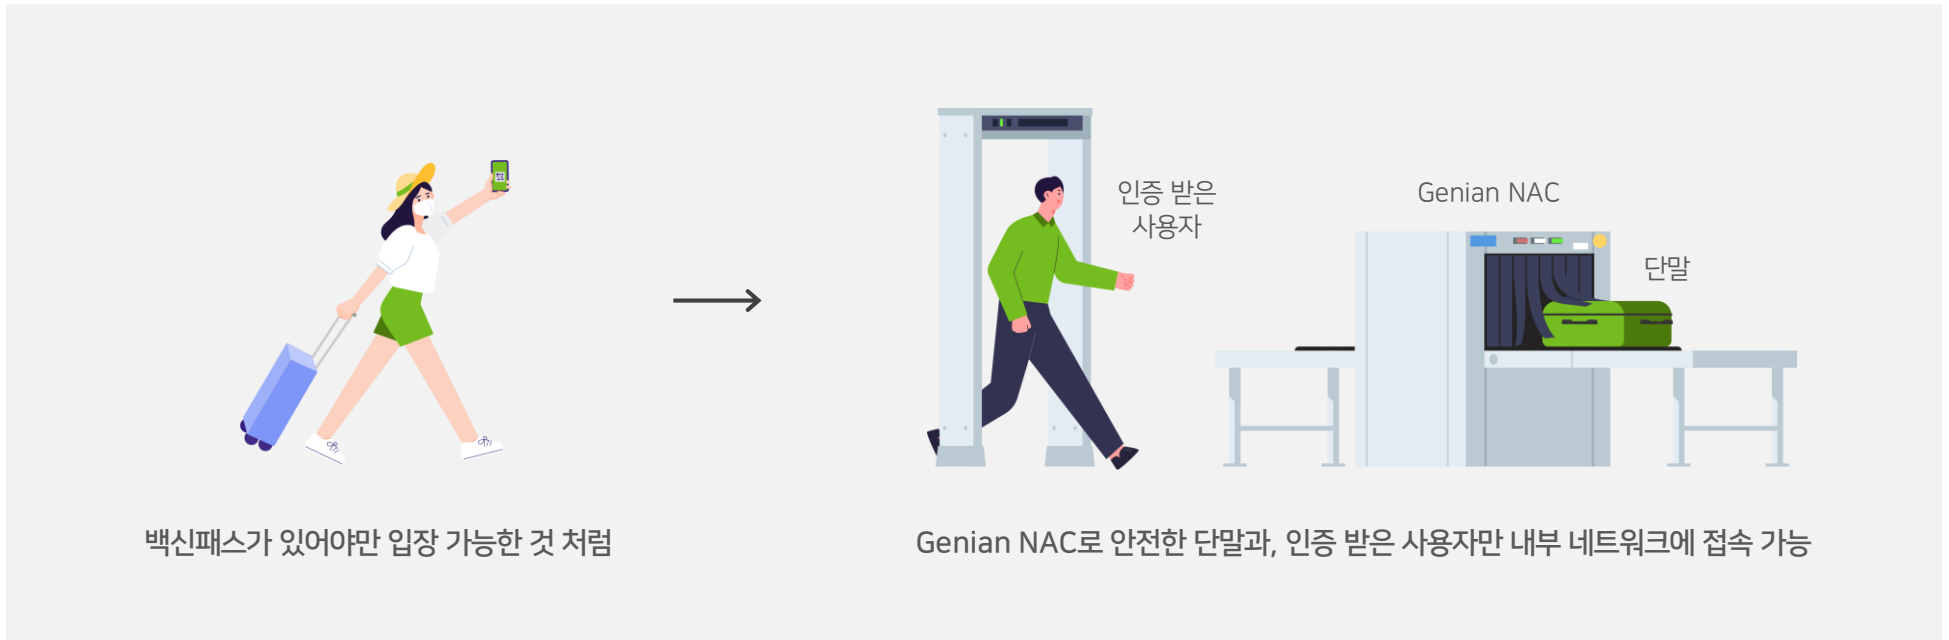 인증 받은
사용자
Genian NAC
단말
백신패스가 있어야만 입장 가능한 것 처럼
Genian NAC로 안전한 단말과, 인증 받은 사용자만 내부 네트워크에 접속 가능